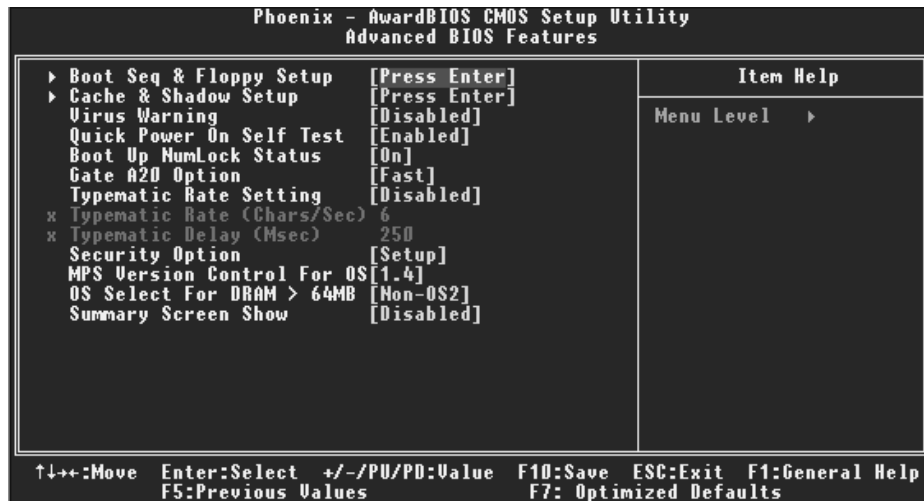 Phoenix - AwardBIOS CMOS Setup Utility
Advanced BIOS Features
Boot Seq & Floppy Setup [Press Enter]
Cache & Shadow Setup [Press Enter]
Virus Warning [Disabled]
Quick Power On Self Test [Enabled]
Boot Up NumLock Status [On]
Gate A20 Option [Fast]
Typematic Rate Setting [Disabled]
x Typematic Rate (Chars/Sec) 6
x Typematic Delay (Msec) 250
Security Option [Setup]
MPS Version Control For OS[1.4]
OS Select For DRAM > 64MB [Non-OS2]
Summary Screen Show [Disabled]
Item Help
Menu Level
↑↓→←:Move Enter:Select +/-/PU/PD:Value F10:Save ESC:Exit F1:General Help
F5:Previous Values F7: Optimized Defaults